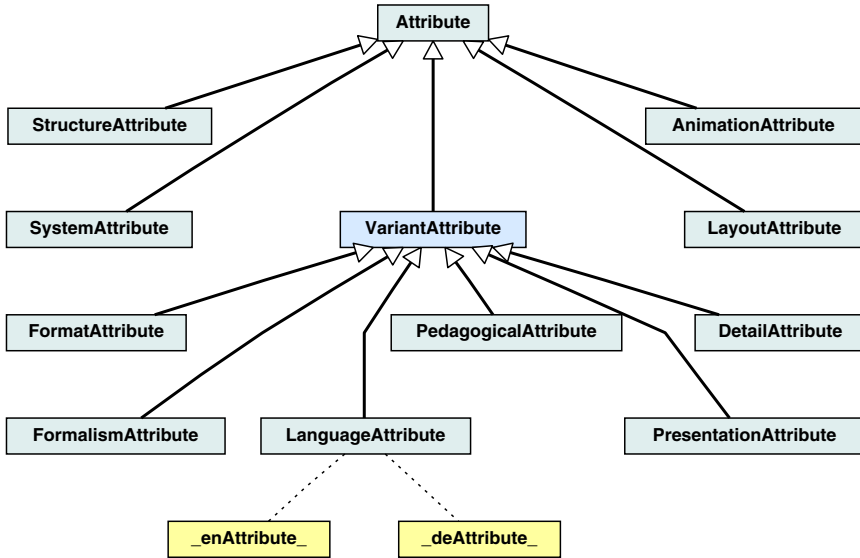 Attribute
StructureAttribute
AnimationAttribute
SystemAttribute
VariantAttribute
LayoutAttribute
FormatAttribute
PedagogicalAttribute
DetailAttribute
FormalismAttribute
LanguageAttribute
PresentationAttribute
_enAttribute_
_deAttribute_